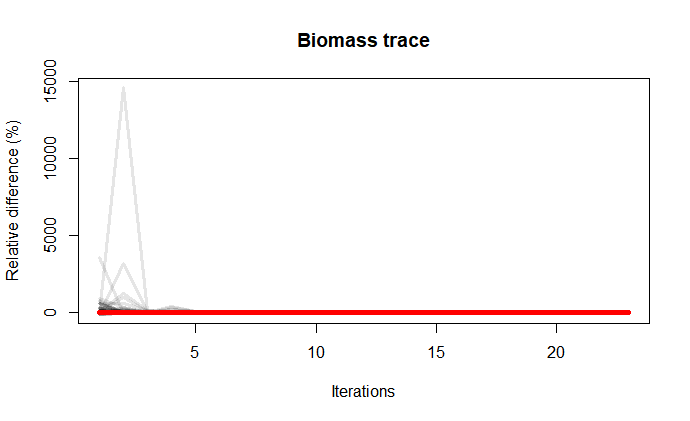 Biomass trace
Relative difference (%)
15000
10000
5000
0
5 10 15 20
Iterations